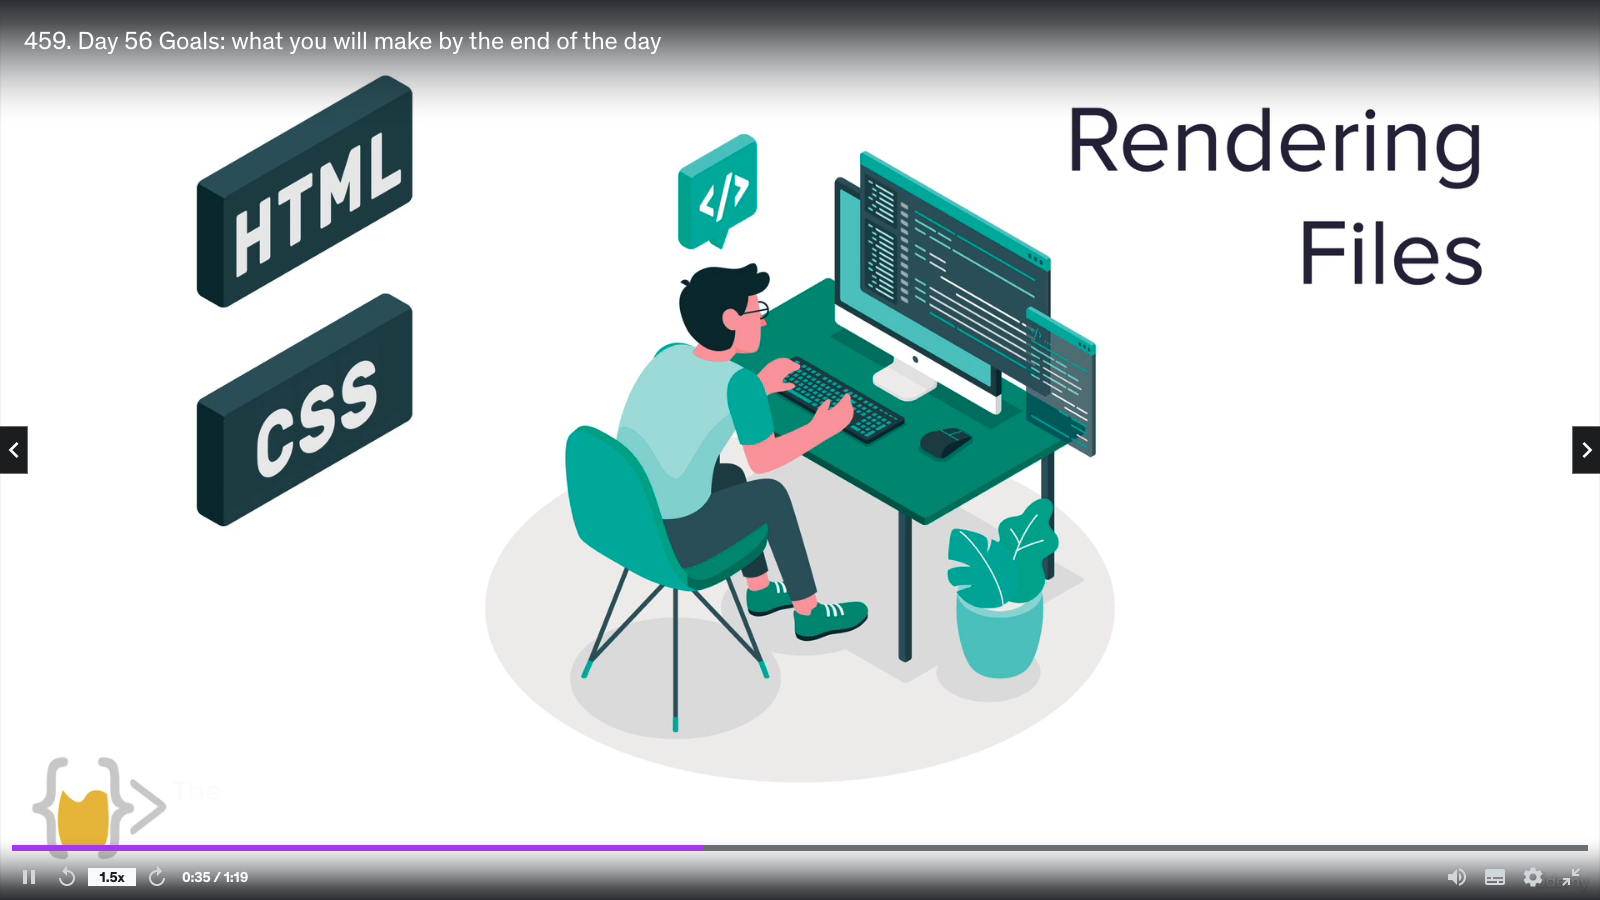 459. Day 56 Goals: what you will make by the end of the day
HTML
CSS
</>
Rendering
Files
The
1.5x
0:35 / 1:19